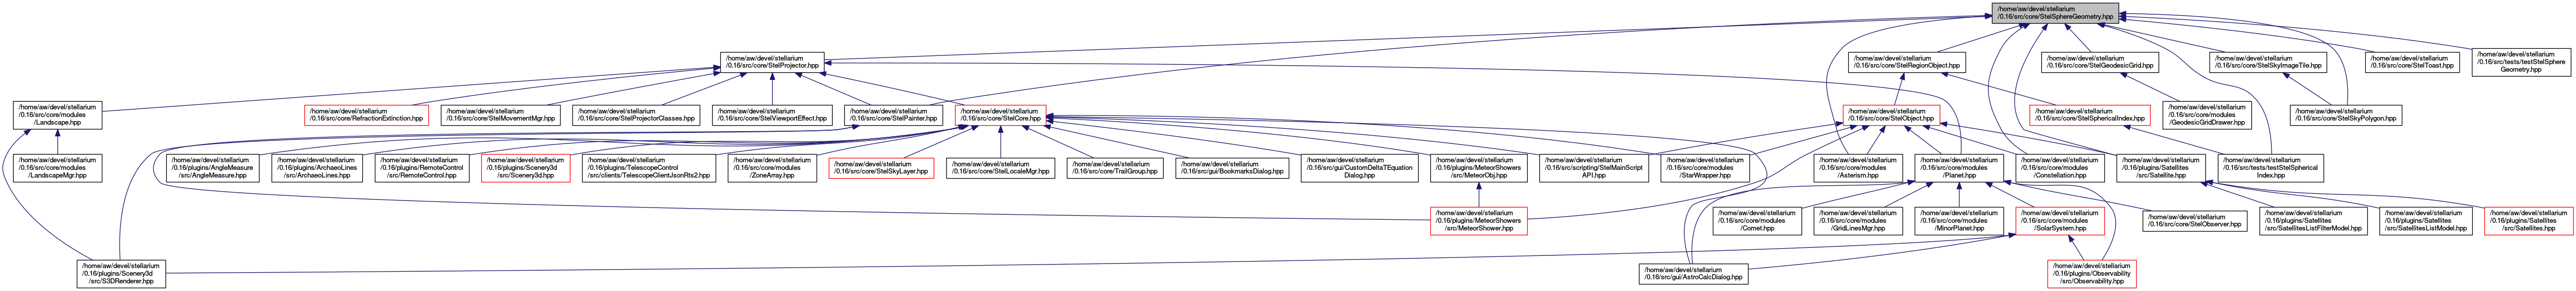 /home/aw/devel/stellarium
/0.16/src/core/StelSphereGeometry.hpp
/home/aw/devel/stellarium
/0.16/src/core/StelProjector.hpp
/home/aw/devel/stellarium
/0.16/src/core/StelRegionObject.hpp
/home/aw/devel/stellarium
/0.16/src/core/StelGeodesicGrid.hpp
/home/aw/devel/stellarium
/0.16/src/core/StelSkyImageTile.hpp
/home/aw/devel/stellarium
/0.16/src/core/StelToast.hpp
/home/aw/devel/stellarium
/0.16/src/tests/testStelSphere
Geometry.hpp
/home/aw/devel/stellarium
/0.16/src/core/modules
/Landscape.hpp
/home/aw/devel/stellarium
/0.16/src/core/RefractionExtinction.hpp
/home/aw/devel/stellarium
/0.16/src/core/StelMovementMgr.hpp
/home/aw/devel/stellarium
/0.16/src/core/StelProjectorClasses.hpp
/home/aw/devel/stellarium
/0.16/src/core/StelViewportEffect.hpp
/home/aw/devel/stellarium
/0.16/src/core/StelPainter.hpp
/home/aw/devel/stellarium
/0.16/src/core/StelCore.hpp
/home/aw/devel/stellarium
/0.16/src/core/StelObject.hpp
/home/aw/devel/stellarium
/0.16/src/core/StelSphericalIndex.hpp
/home/aw/devel/stellarium
/0.16/src/core/modules
/GeodesicGridDrawer.hpp
/home/aw/devel/stellarium
/0.16/src/core/StelSkyPolygon.hpp
/home/aw/devel/stellarium
/0.16/src/core/modules
/LandscapeMgr.hpp
/home/aw/devel/stellarium
/0.16/plugins/AngleMeasure
/src/AngleMeasure.hpp
/home/aw/devel/stellarium
/0.16/plugins/ArchaeoLines
/src/ArchaeoLines.hpp
/home/aw/devel/stellarium
/0.16/plugins/RemoteControl
/src/RemoteControl.hpp
/home/aw/devel/stellarium
/0.16/plugins/Scenery3d
/src/Scenery3d.hpp
/home/aw/devel/stellarium
/0.16/plugins/TelescopeControl
/src/clients/TelescopeClientJsonRts2.hpp
/home/aw/devel/stellarium
/0.16/src/core/modules
/ZoneArray.hpp
/home/aw/devel/stellarium
/0.16/src/core/StelSkyLayer.hpp
/home/aw/devel/stellarium
/0.16/src/core/StelLocaleMgr.hpp
/home/aw/devel/stellarium
/0.16/src/core/TrailGroup.hpp
/home/aw/devel/stellarium
/0.16/src/gui/BookmarksDialog.hpp
/home/aw/devel/stellarium
/0.16/src/gui/CustomDeltaTEquation
Dialog.hpp
/home/aw/devel/stellarium
/0.16/plugins/MeteorShowers
/src/MeteorObj.hpp
/home/aw/devel/stellarium
/0.16/src/scripting/StelMainScript
API.hpp
/home/aw/devel/stellarium
/0.16/src/core/modules
/StarWrapper.hpp
/home/aw/devel/stellarium
/0.16/src/core/modules
/Asterism.hpp
/home/aw/devel/stellarium
/0.16/src/core/modules
/Planet.hpp
/home/aw/devel/stellarium
/0.16/src/core/modules
/Constellation.hpp
/home/aw/devel/stellarium
/0.16/plugins/Satellites
/src/Satellite.hpp
/home/aw/devel/stellarium
/0.16/src/tests/testStelSpherical
Index.hpp
/home/aw/devel/stellarium
/0.16/plugins/MeteorShowers
/src/MeteorShower.hpp
/home/aw/devel/stellarium
/0.16/src/core/modules
/Comet.hpp
/home/aw/devel/stellarium
/0.16/src/core/modules
/GridLinesMgr.hpp
/home/aw/devel/stellarium
/0.16/src/core/modules
/MinorPlanet.hpp
/home/aw/devel/stellarium
/0.16/src/core/modules
/SolarSystem.hpp
/home/aw/devel/stellarium
/0.16/src/core/StelObserver.hpp
/home/aw/devel/stellarium
/0.16/plugins/Satellites
/src/SatellitesListFilterModel.hpp
/home/aw/devel/stellarium
/0.16/plugins/Satellites
/src/SatellitesListModel.hpp
/home/aw/devel/stellarium
/0.16/plugins/Satellites
/src/Satellites.hpp
/home/aw/devel/stellarium
/0.16/plugins/Scenery3d
/src/S3DRenderer.hpp
/home/aw/devel/stellarium
/0.16/src/gui/AstroCalcDialog.hpp
/home/aw/devel/stellarium
/0.16/plugins/Observability
/src/Observability.hpp